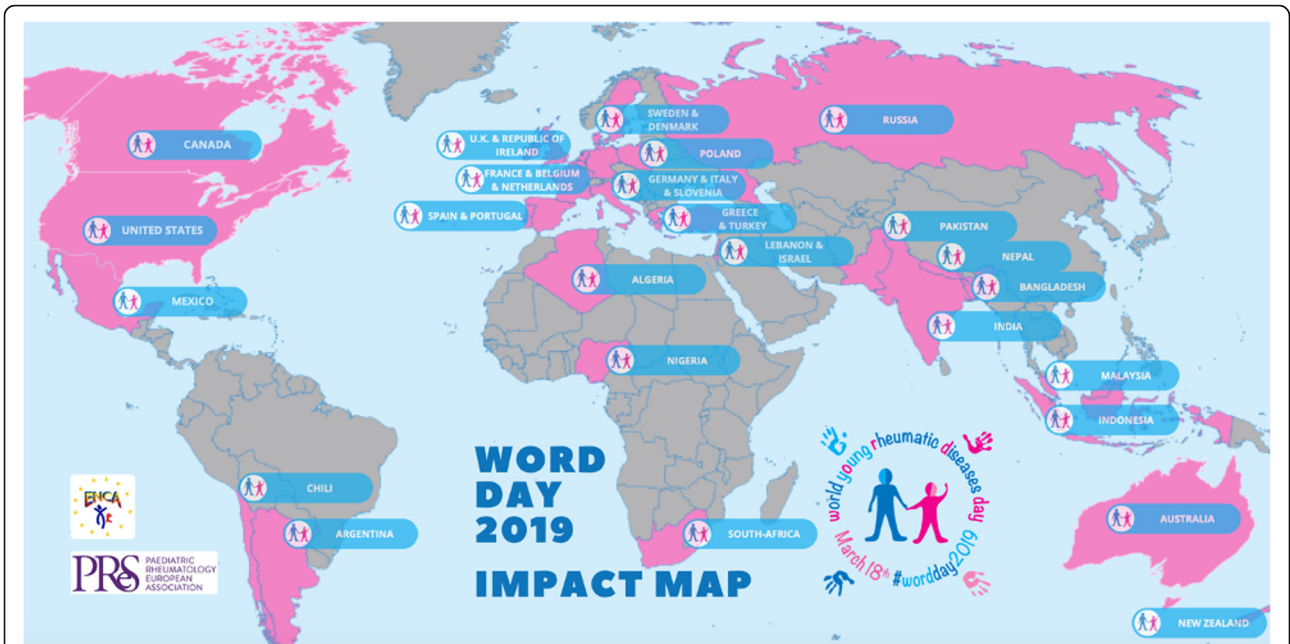 SWEDEN &
DENMARK
RUSSIA
U.K. & REPUBLIC OF
IRELAND
CANADA
POLAND
FRANCE & BELGIUM
& NETHERLANDS
GERMANY & ITALY
& SLOVENIA
SPAIN & PORTUGAL
GREECE
& TURKEY
UNITED STATES
PAKISTAN
LEBANON &
ISRAEL
NEPAL
ALGERIA
BANGLADESH
MEXICO
INDIA
NIGERIA
MALAYSIA
INDONESIA
WORD
DAY
2019
IMPACT MAP
world young rheumatic diseases day
March 18th #wordday2019
CHILI
ARGENTINA
SOUTH-AFRICA
AUSTRALIA
NEW ZEALAND
ENCA
PReS
PAEDIATRIC
RHEUMATOLOGY
EUROPEAN
ASSOCIATION